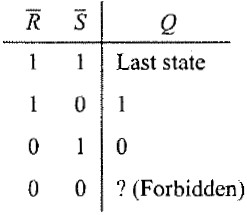 R̅ S̅ Q
1 1 Last state
1 0 1
0 1 0
0 0 ? (Forbidden)